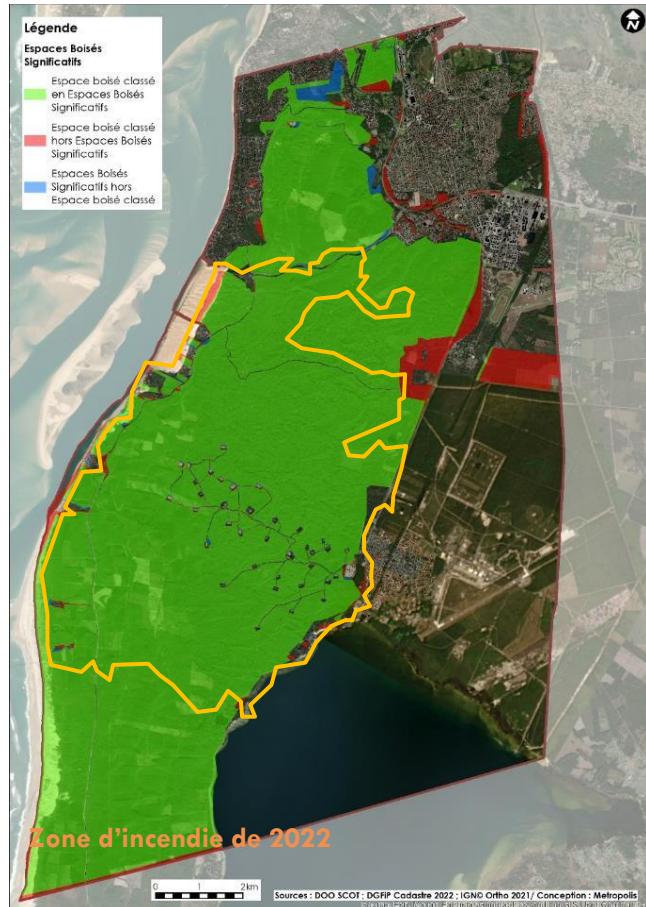 Légende
Espaces Boisés
Significatifs
Espace boisé classé
en Espaces Boisés
Significatifs
Espace boisé classé
hors Espaces Boisés
Significatifs
Espaces Boisés
Significatifs hors
Espace boisé classé
N
Zone d'incendie de 2022
0 1 2km
Sources : DOO SCOT ; DGFiP Cadastre 2022 ; IGN© Ortho 2021/ Conception : Metropolis